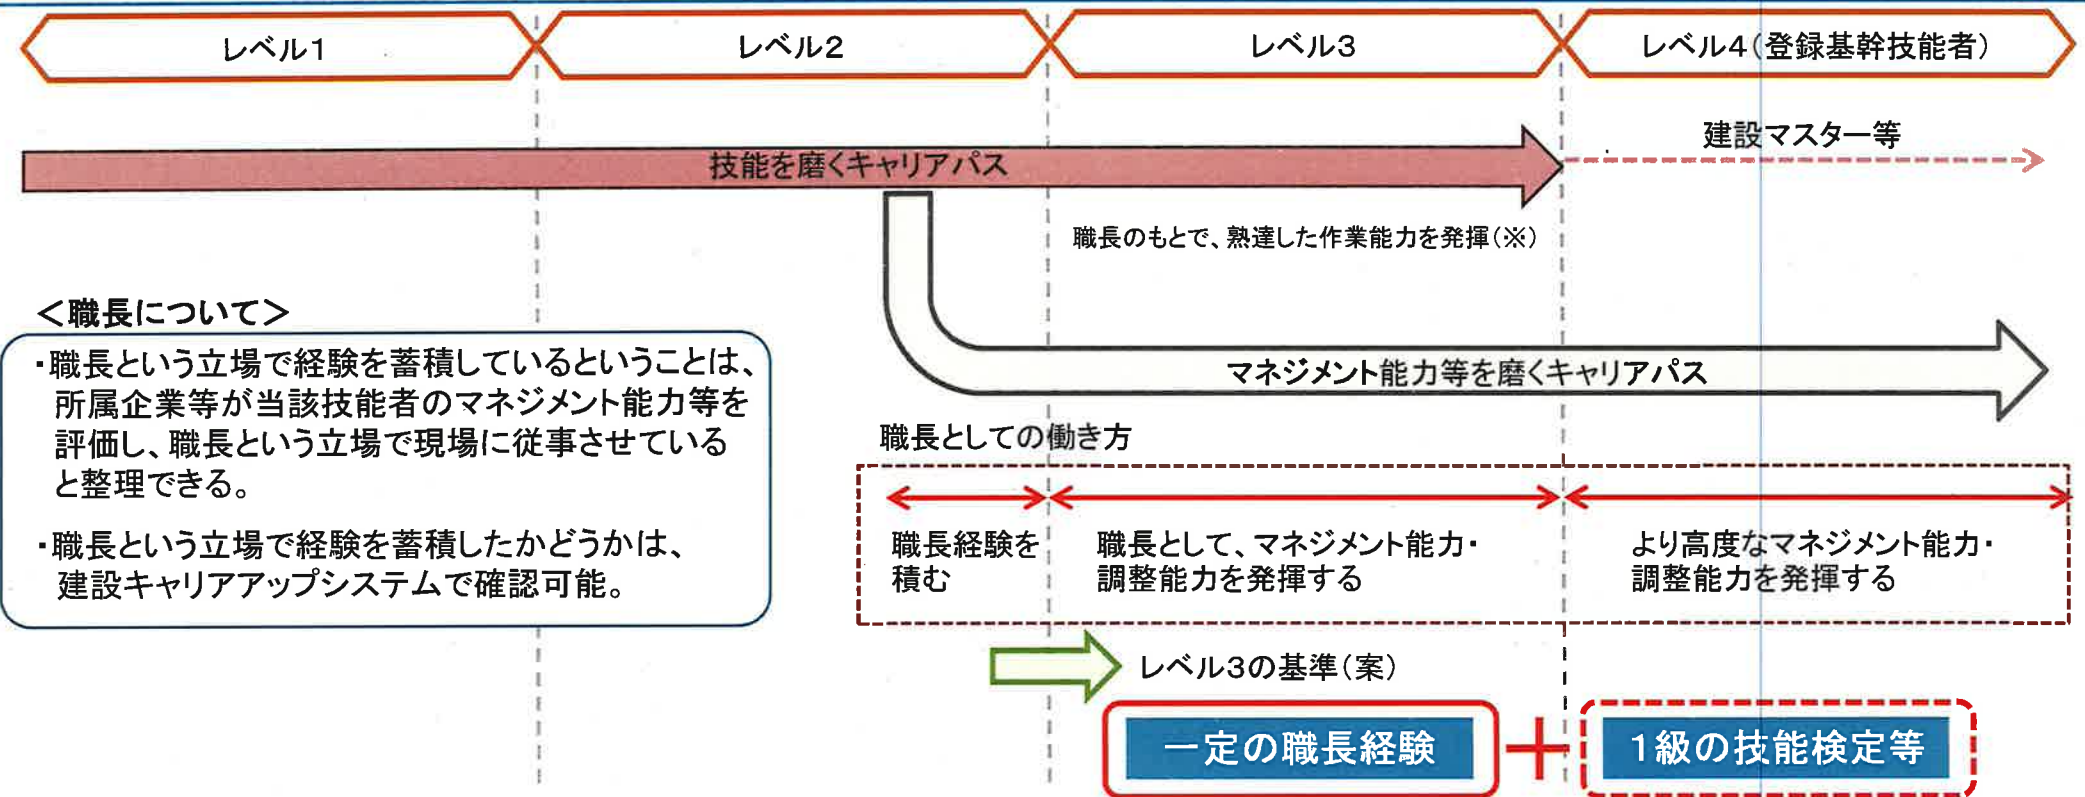 レベル1
レベル2
レベル3
レベル4(登録基幹技能者)
建設マスター等
技能を磨くキャリアパス
職長のもとで、熟達した作業能力を発揮(※)
＜職長について＞
・職長という立場で経験を蓄積しているということは、
所属企業等が当該技能者のマネジメント能力等を
評価し、職長という立場で現場に従事させている
と整理できる。
・職長という立場で経験を蓄積したかどうかは、
建設キャリアアップシステムで確認可能。
マネジメント能力等を磨くキャリアパス
職長としての働き方
職長経験を
積む
職長として、マネジメント能力・
調整能力を発揮する
より高度なマネジメント能力・
調整能力を発揮する
レベル3の基準(案)
一定の職長経験
＋
1級の技能検定等